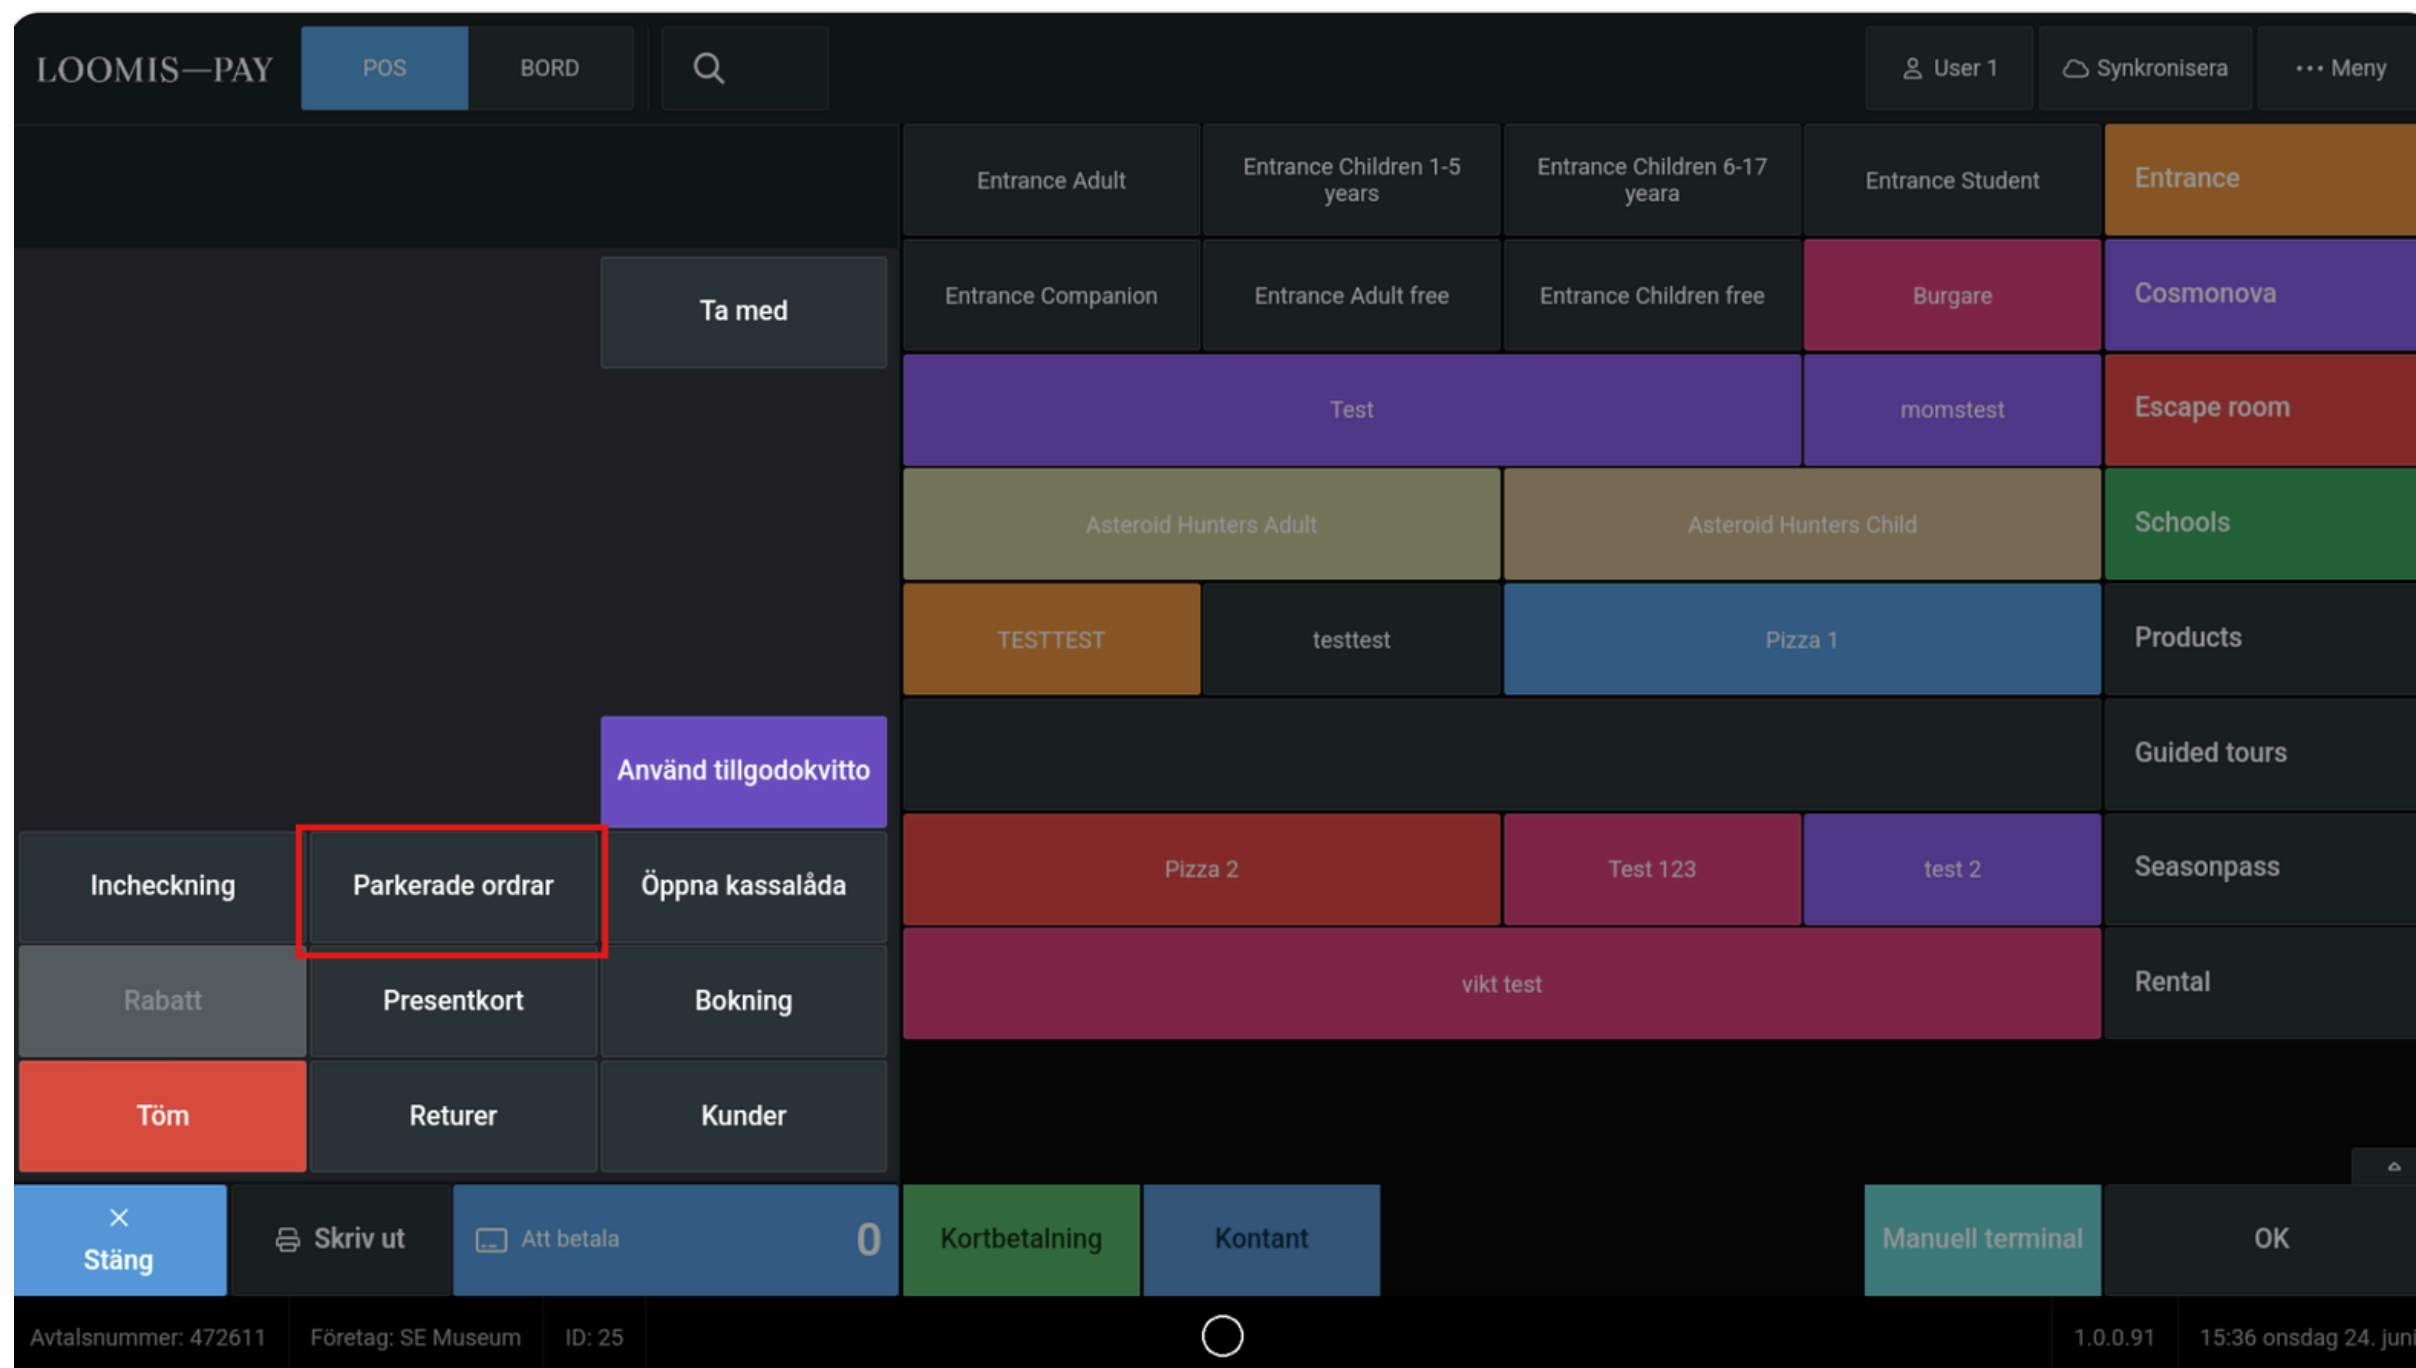 LOOMIS—PAY
POS
BORD
User 1
Synkronisera
Meny
Entrance Adult
Entrance Children 1-5
years
Entrance Children 6-17
yeara
Entrance Student
Entrance
Ta med
Entrance Companion
Entrance Adult free
Entrance Children free
Burgare
Cosmonova
Test
momstest
Escape room
Asteroid Hunters Adult
Asteroid Hunters Child
Schools
TESTTEST
testtest
Pizza 1
Products
Använd tillgodokvitto
Guided tours
Incheckning
Parkerade ordrar
Öppna kassalåda
Pizza 2
Test 123
test 2
Seasonpass
Rabatt
Presentkort
Bokning
vikt test
Rental
Töm
Returer
Kunder
Stäng
Skriv ut
Att betala
0
Kortbetalning
Kontant
Manuell terminal
OK
Avtalsnummer: 472611
Företag: SE Museum
ID: 25
1.0.0.91
15:36 onsdag 24. juni